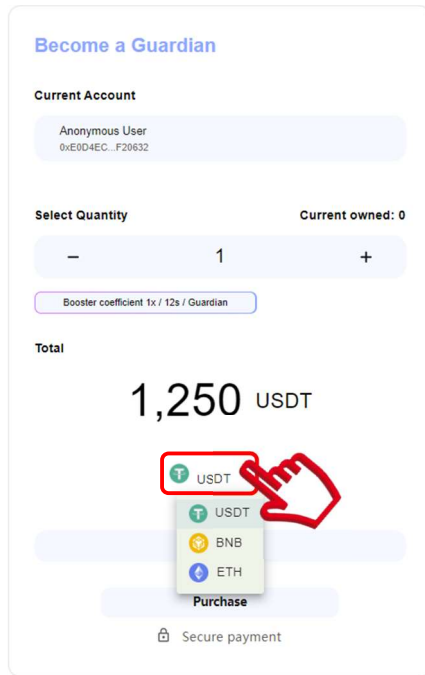 Become a Guardian
Current Account
Anonymous User
0xE0D4EC...F20632
Select Quantity Current owned: 0
− 1 +
Booster coefficient 1x / 12s / Guardian
Total
1,250 USDT
USDT
USDT
BNB
ETH
Purchase
Secure payment